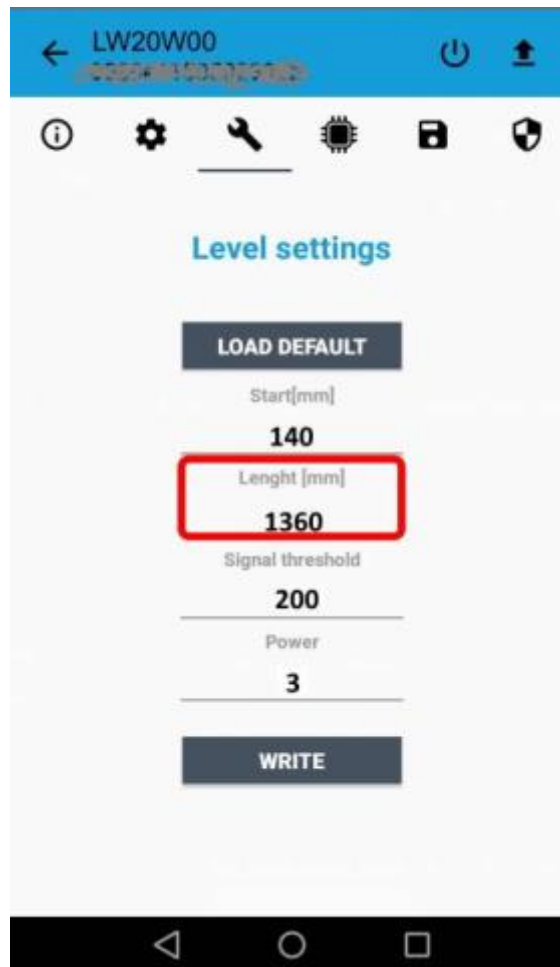 LW20W00
Level settings
LOAD DEFAULT
Start[mm]
140
Lenght [mm]
1360
Signal threshold
200
Power
3
WRITE